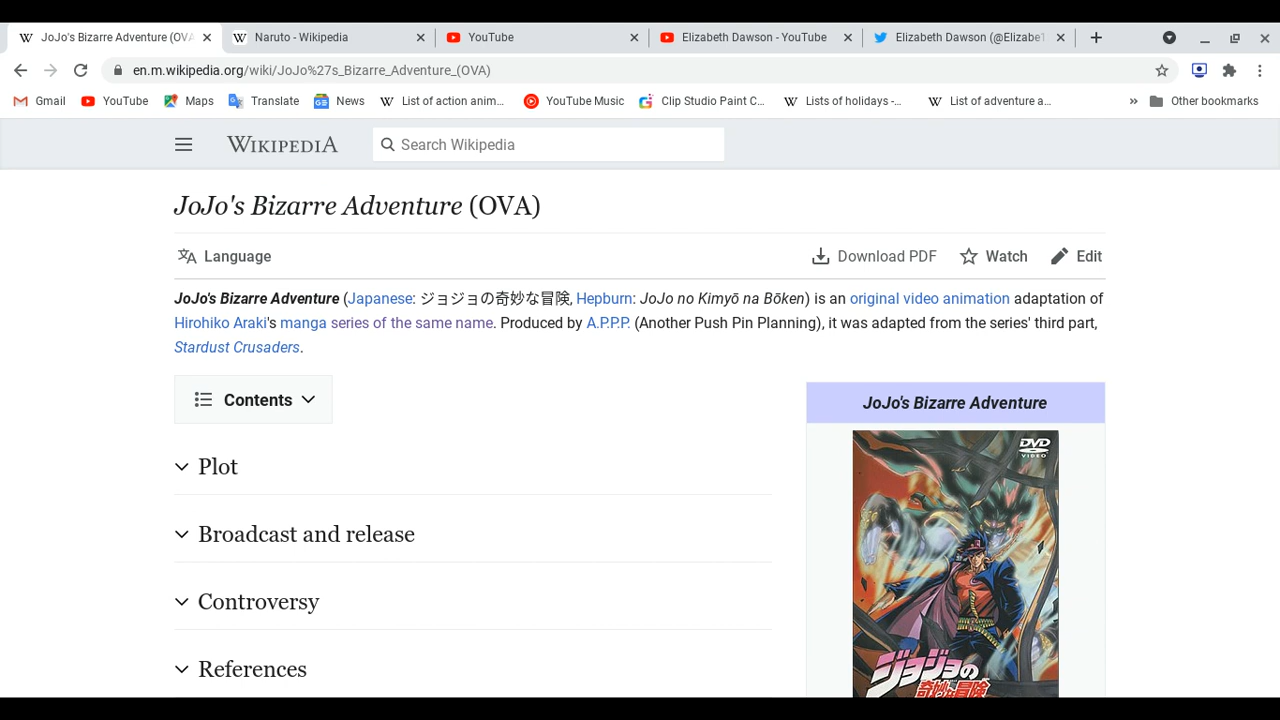 JoJo's Bizarre Adventure (OVA
Naruto - Wikipedia
YouTube
Elizabeth Dawson - YouTube
Elizabeth Dawson (@Elizabe
en.m.wikipedia.org/wiki/JoJo%27s_Bizarre_Adventure_(OVA)
Gmail
YouTube
Maps
Translate
News
List of action anim...
YouTube Music
Clip Studio Paint C...
Lists of holidays -...
List of adventure a...
Other bookmarks
WIKIPEDIA
Search Wikipedia
JoJo's Bizarre Adventure (OVA)
Language
Download PDF
Watch
Edit
JoJo's Bizarre Adventure (Japanese: ジョジョの奇妙な冒険, Hepburn: JoJo no Kimyō na Bōken) is an original video animation adaptation of
Hirohiko Araki's manga series of the same name. Produced by A.P.P.P. (Another Push Pin Planning), it was adapted from the series' third part,
Stardust Crusaders.
Contents
JoJo's Bizarre Adventure
Plot
Broadcast and release
Controversy
References
DVD
VIDEO
ジョジョの
奇妙な冒険